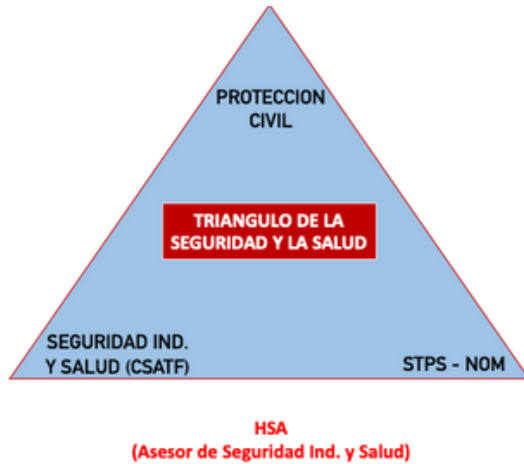 PROTECCION
CIVIL
TRIANGULO DE LA
SEGURIDAD Y LA SALUD
SEGURIDAD IND.
Y SALUD (CSATF)
STPS - NOM
HSA
(Asesor de Seguridad Ind. y Salud)